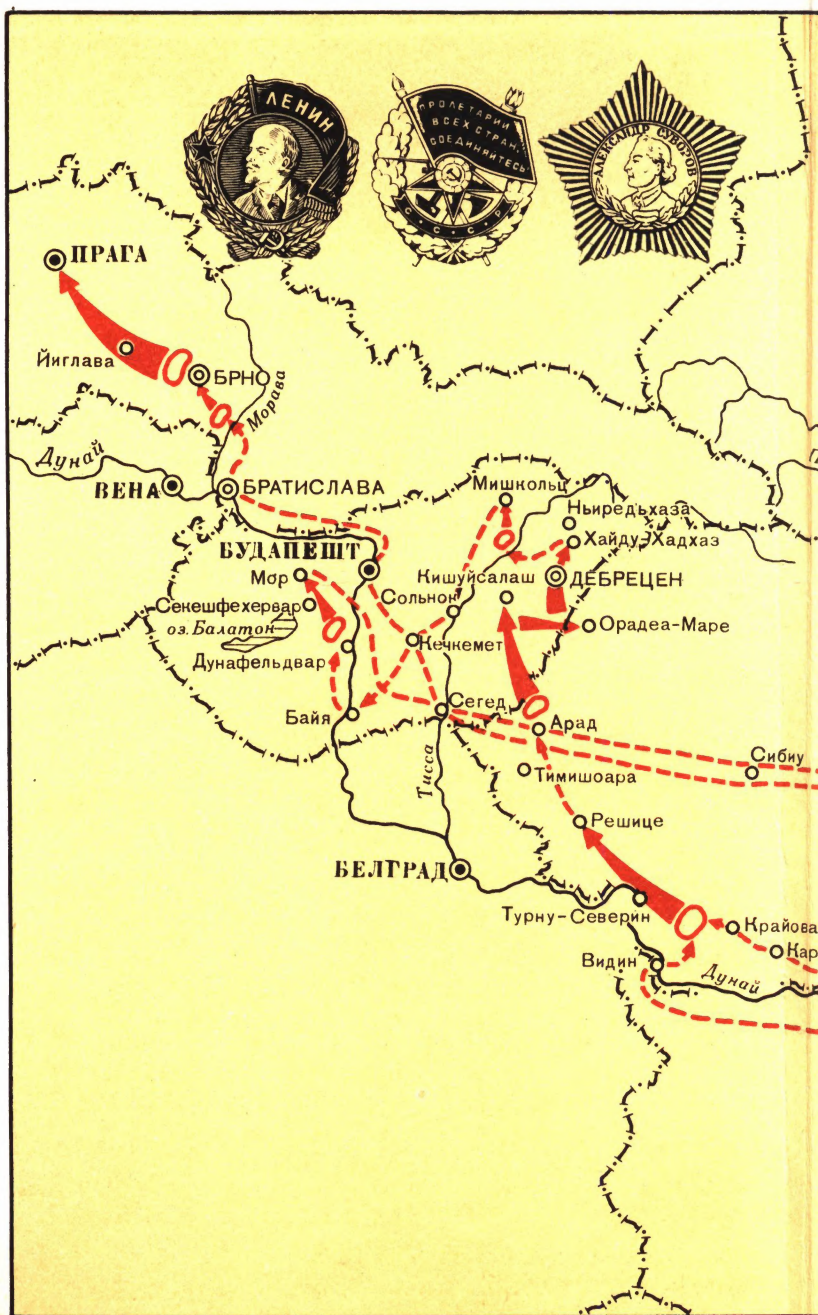 ЛЕНИН
ПРОЛЕТАРИИ
ВСЕХ СТРАН,
СОЕДИНЯЙТЕСЬ
СССР
АЛЕКСАНДР СУВОРОВ
ПРАГА
Йиглава
БРНО
Морава
Дунай
ВЕНА
БРАТИСЛАВА
Мишкольц
Ньиредьхаза
БУДАПЕШТ
Хайду-Хадхаз
Мор
Кишуйсалаш
ДЕБРЕЦЕН
Сольнок
Секешфехервар
оз. Балатон
Орадеа-Маре
Кечкемет
Дунафельдвар
Сегед
Байя
Арад
Сибиу
Тисса
Тимишоара
Решице
БЕЛГРАД
Турну-Северин
Крайова
Кар
Видин
Дунай